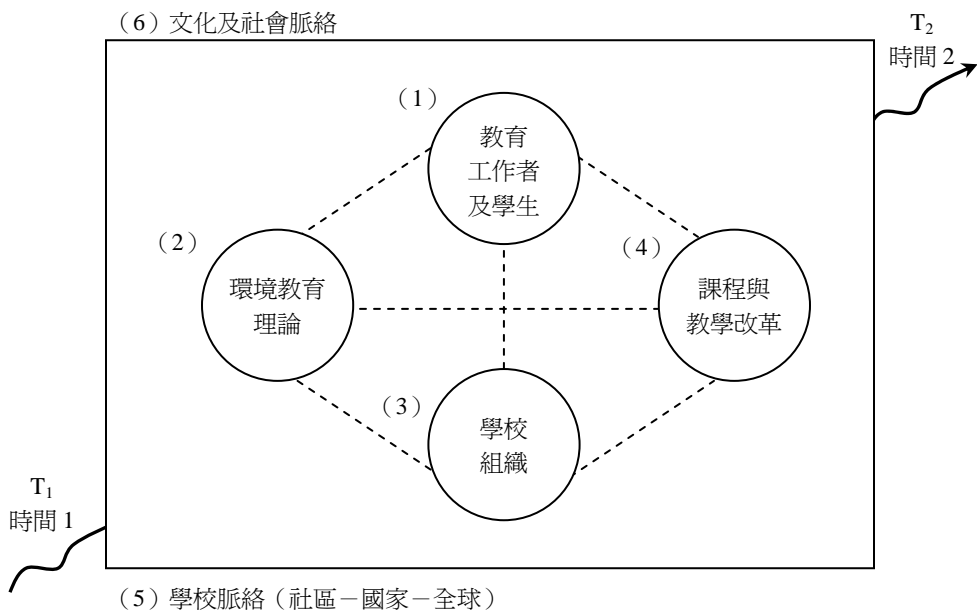 （6）文化及社會脈絡
T₂
時間 2
（1）
教育
工作者
及學生
（2）
環境教育
理論
（4）
課程與
教學改革
（3）
學校
組織
T₁
時間 1
（5）學校脈絡（社區－國家－全球）